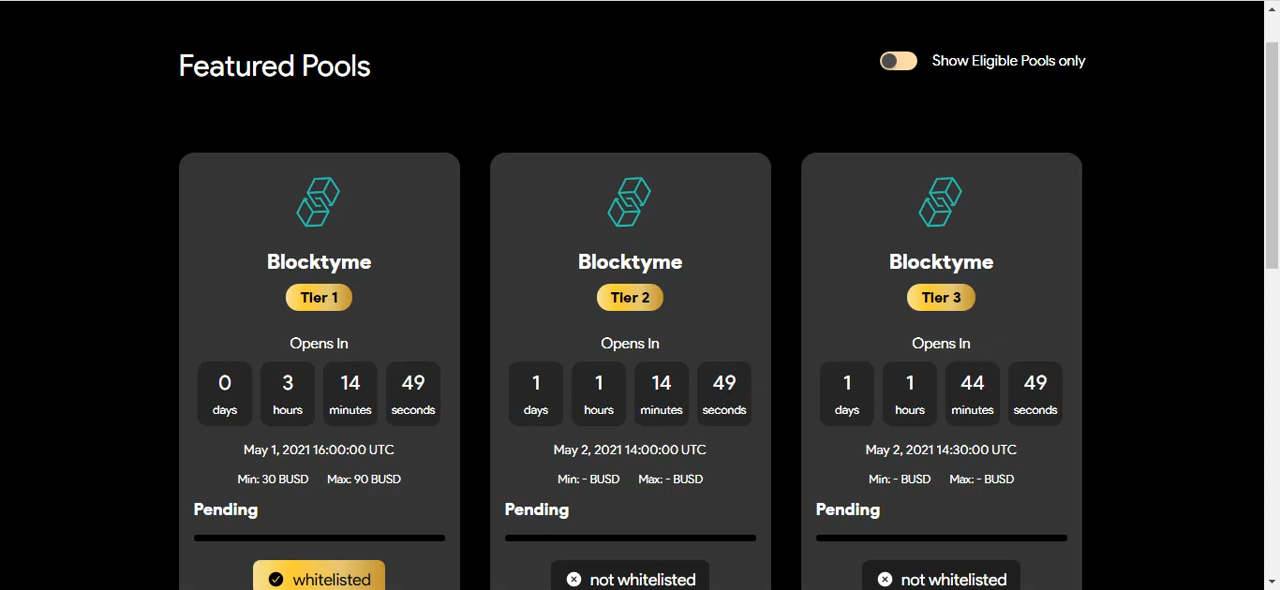 Featured Pools
Show Eligible Pools only
Blocktyme
Tier 1
Opens In
0 3 14 49
days hours minutes seconds
May 1, 2021 16:00:00 UTC
Min: 30 BUSD Max: 90 BUSD
Pending
whitelisted
Blocktyme
Tier 2
Opens In
1 1 14 49
days hours minutes seconds
May 2, 2021 14:00:00 UTC
Min: - BUSD Max: - BUSD
Pending
not whitelisted
Blocktyme
Tier 3
Opens In
1 1 44 49
days hours minutes seconds
May 2, 2021 14:30:00 UTC
Min: - BUSD Max: - BUSD
Pending
not whitelisted